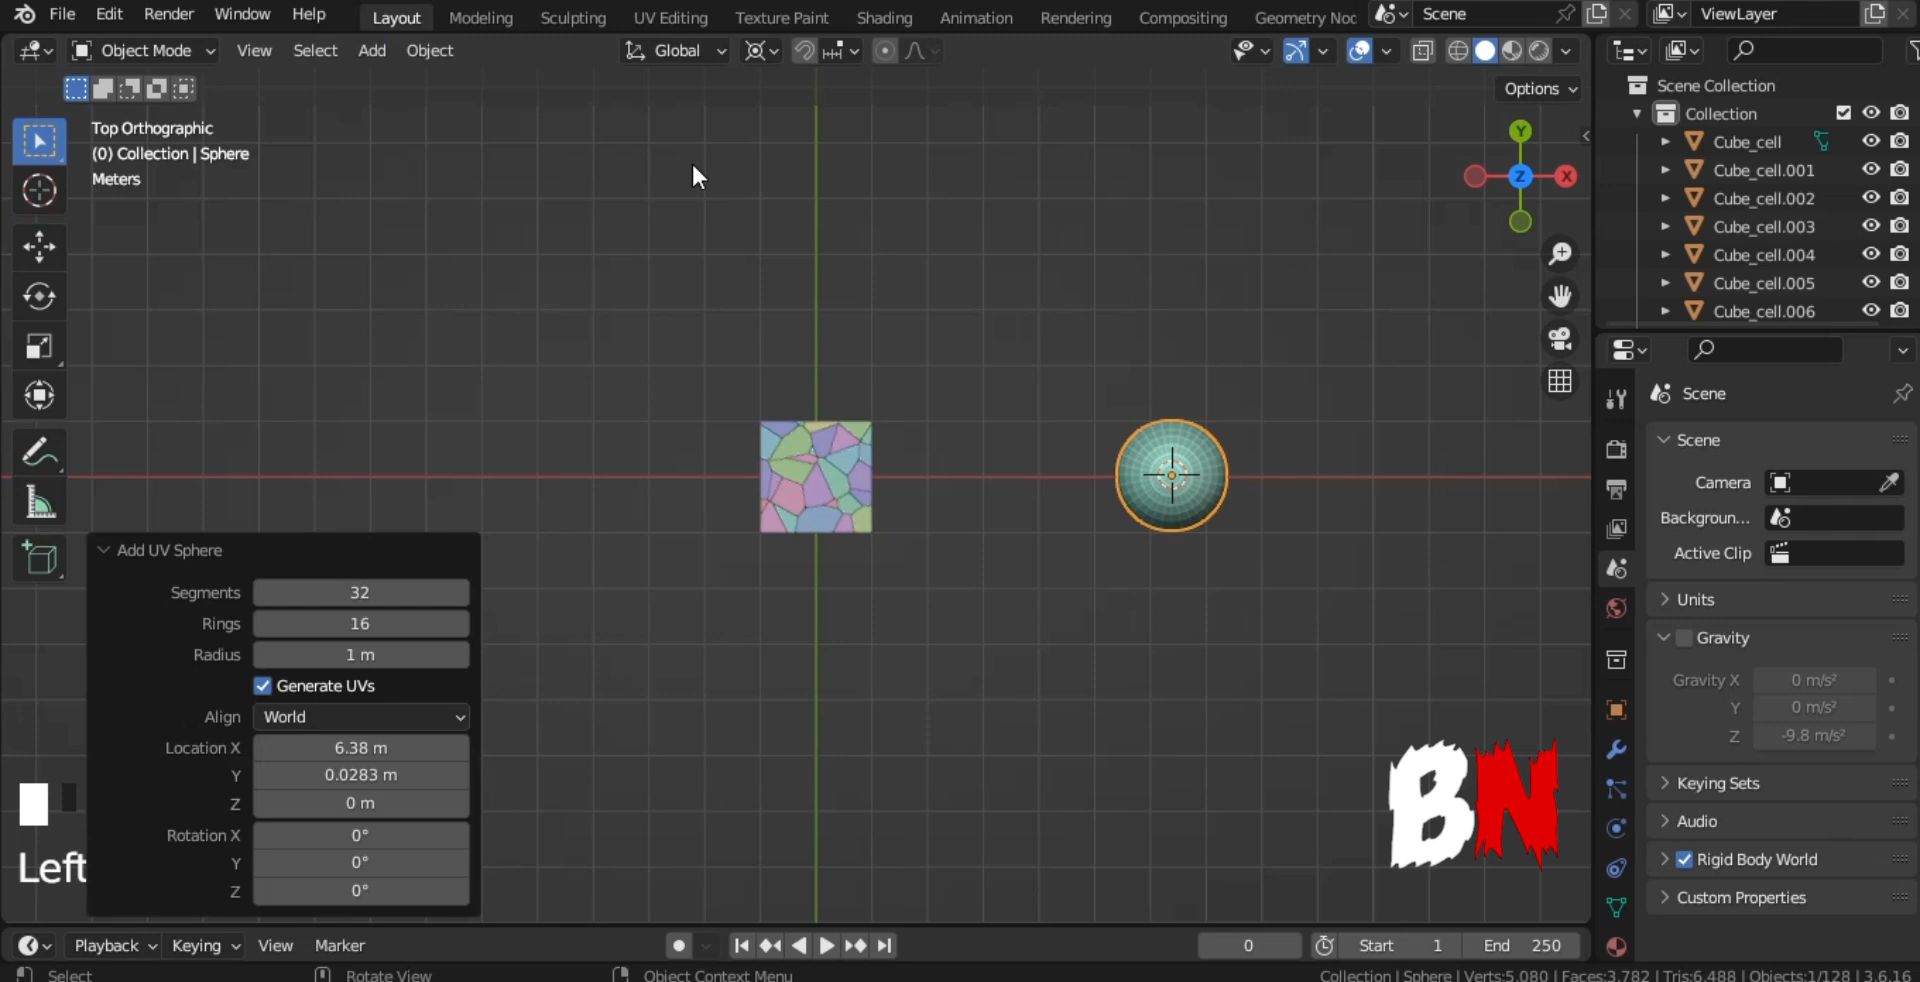 File Edit Render Window Help Layout Modeling Sculpting UV Editing Texture Paint Shading Animation Rendering Compositing Geometry Noc Scene ViewLayer
Object Mode View Select Add Object Global
Options
Top Orthographic
(0) Collection | Sphere
Meters
Y
Z
X
Scene Collection
Collection
Cube_cell
Cube_cell.001
Cube_cell.002
Cube_cell.003
Cube_cell.004
Cube_cell.005
Cube_cell.006
Scene
Scene
Camera
Backgroun...
Active Clip
Units
Gravity
Gravity X 0 m/s²
Y 0 m/s²
Z -9.8 m/s²
Keying Sets
Audio
Rigid Body World
Custom Properties
Add UV Sphere
Segments 32
Rings 16
Radius 1 m
Generate UVs
Align World
Location X 6.38 m
Y 0.0283 m
Z 0 m
Rotation X 0°
Y 0°
Z 0°
Left
BN
Playback Keying View Marker 0 Start 1 End 250
Select Rotate View Object Context Menu Collection | Sphere | Verts:5,080 | Faces:3,782 | Tris:6,488 | Objects:1/128 | 3.6.16